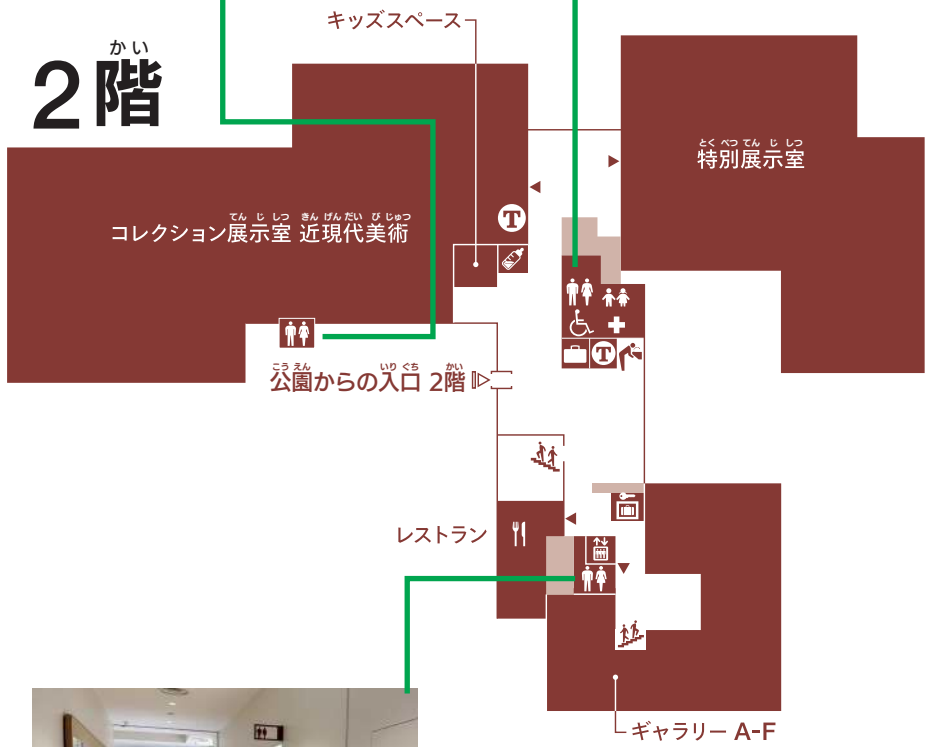 キッズスペース
かい
2階
とくべつてんじしつ
特別展示室
T
てんじしつ きんげんだい びじゅつ
コレクション展示室 近現代美術
こうえん いりぐち かい
公園からの入口 2階
T
レストラン
ギャラリー A-F